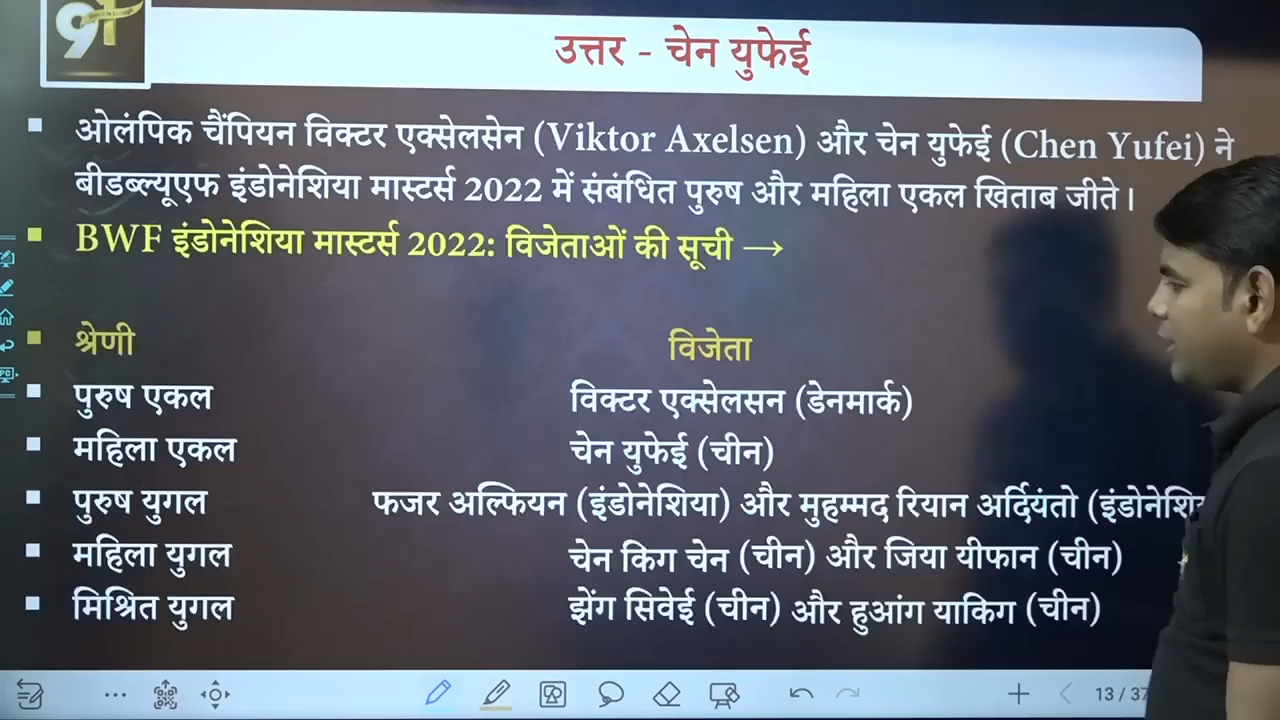 उत्तर - चेन युफेई
ओलंपिक चैंपियन विक्टर एक्सेलसेन (Viktor Axelsen) और चेन युफेई (Chen Yufei) ने
बीडब्ल्यूएफ इंडोनेशिया मास्टर्स 2022 में संबंधित पुरुष और महिला एकल खिताब जीते।
BWF इंडोनेशिया मास्टर्स 2022: विजेताओं की सूची →
श्रेणी विजेता
पुरुष एकल विक्टर एक्सेलसन (डेनमार्क)
महिला एकल चेन युफेई (चीन)
पुरुष युगल फजर अल्फियन (इंडोनेशिया) और मुहम्मद रियान अर्दियंतो
महिला युगल चेन किग चेन (चीन) और जिया यीफान (चीन)
मिश्रित युगल झेंग सिवेई (चीन) और हुआंग याकिग (चीन)
13 / 37